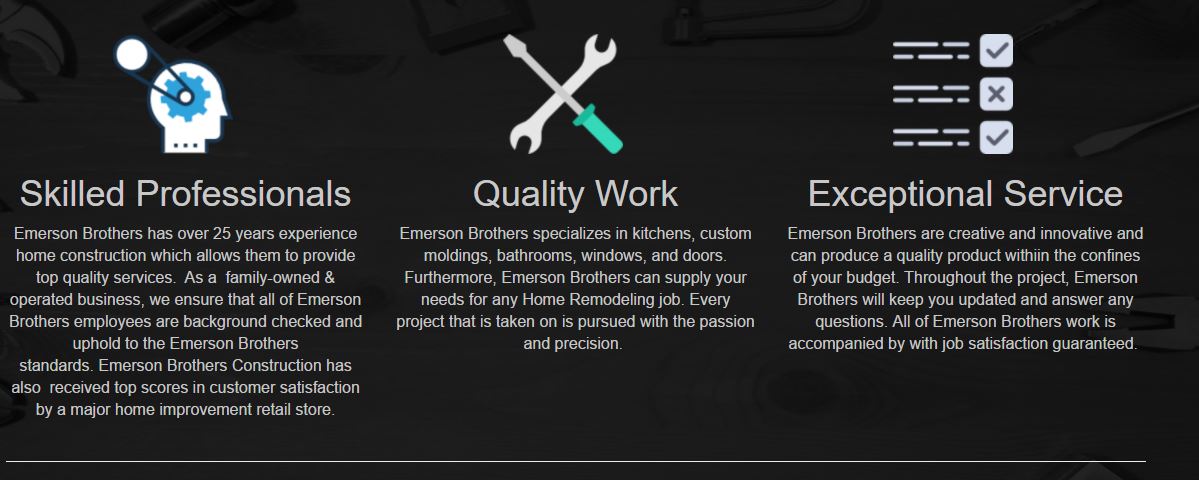 Skilled Professionals
Emerson Brothers has over 25 years experience
home construction which allows them to provide
top quality services.  As a  family-owned &
operated business, we ensure that all of Emerson
Brothers employees are background checked and
uphold to the Emerson Brothers
standards. Emerson Brothers Construction has
also  received top scores in customer satisfaction
by a major home improvement retail store.
Quality Work
Emerson Brothers specializes in kitchens, custom
moldings, bathrooms, windows, and doors.
Furthermore, Emerson Brothers can supply your
needs for any Home Remodeling job. Every
project that is taken on is pursued with the passion
and precision.
Exceptional Service
Emerson Brothers are creative and innovative and
can produce a quality product withiin the confines
of your budget. Throughout the project, Emerson
Brothers will keep you updated and answer any
questions. All of Emerson Brothers work is
accompanied by with job satisfaction guaranteed.